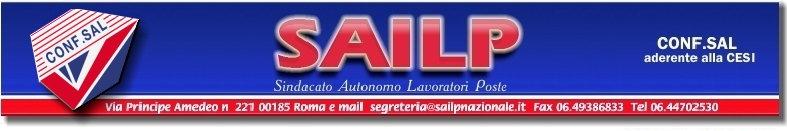 CONF.SAL
SAILP
Sindacato Autonomo Lavoratori Poste
CONF.SAL
aderente alla CESI
Via Principe Amedeo n 221 00185 Roma e mail segreteria@sailpnazionale.it Fax 06.49386833 Tel 06.44702530